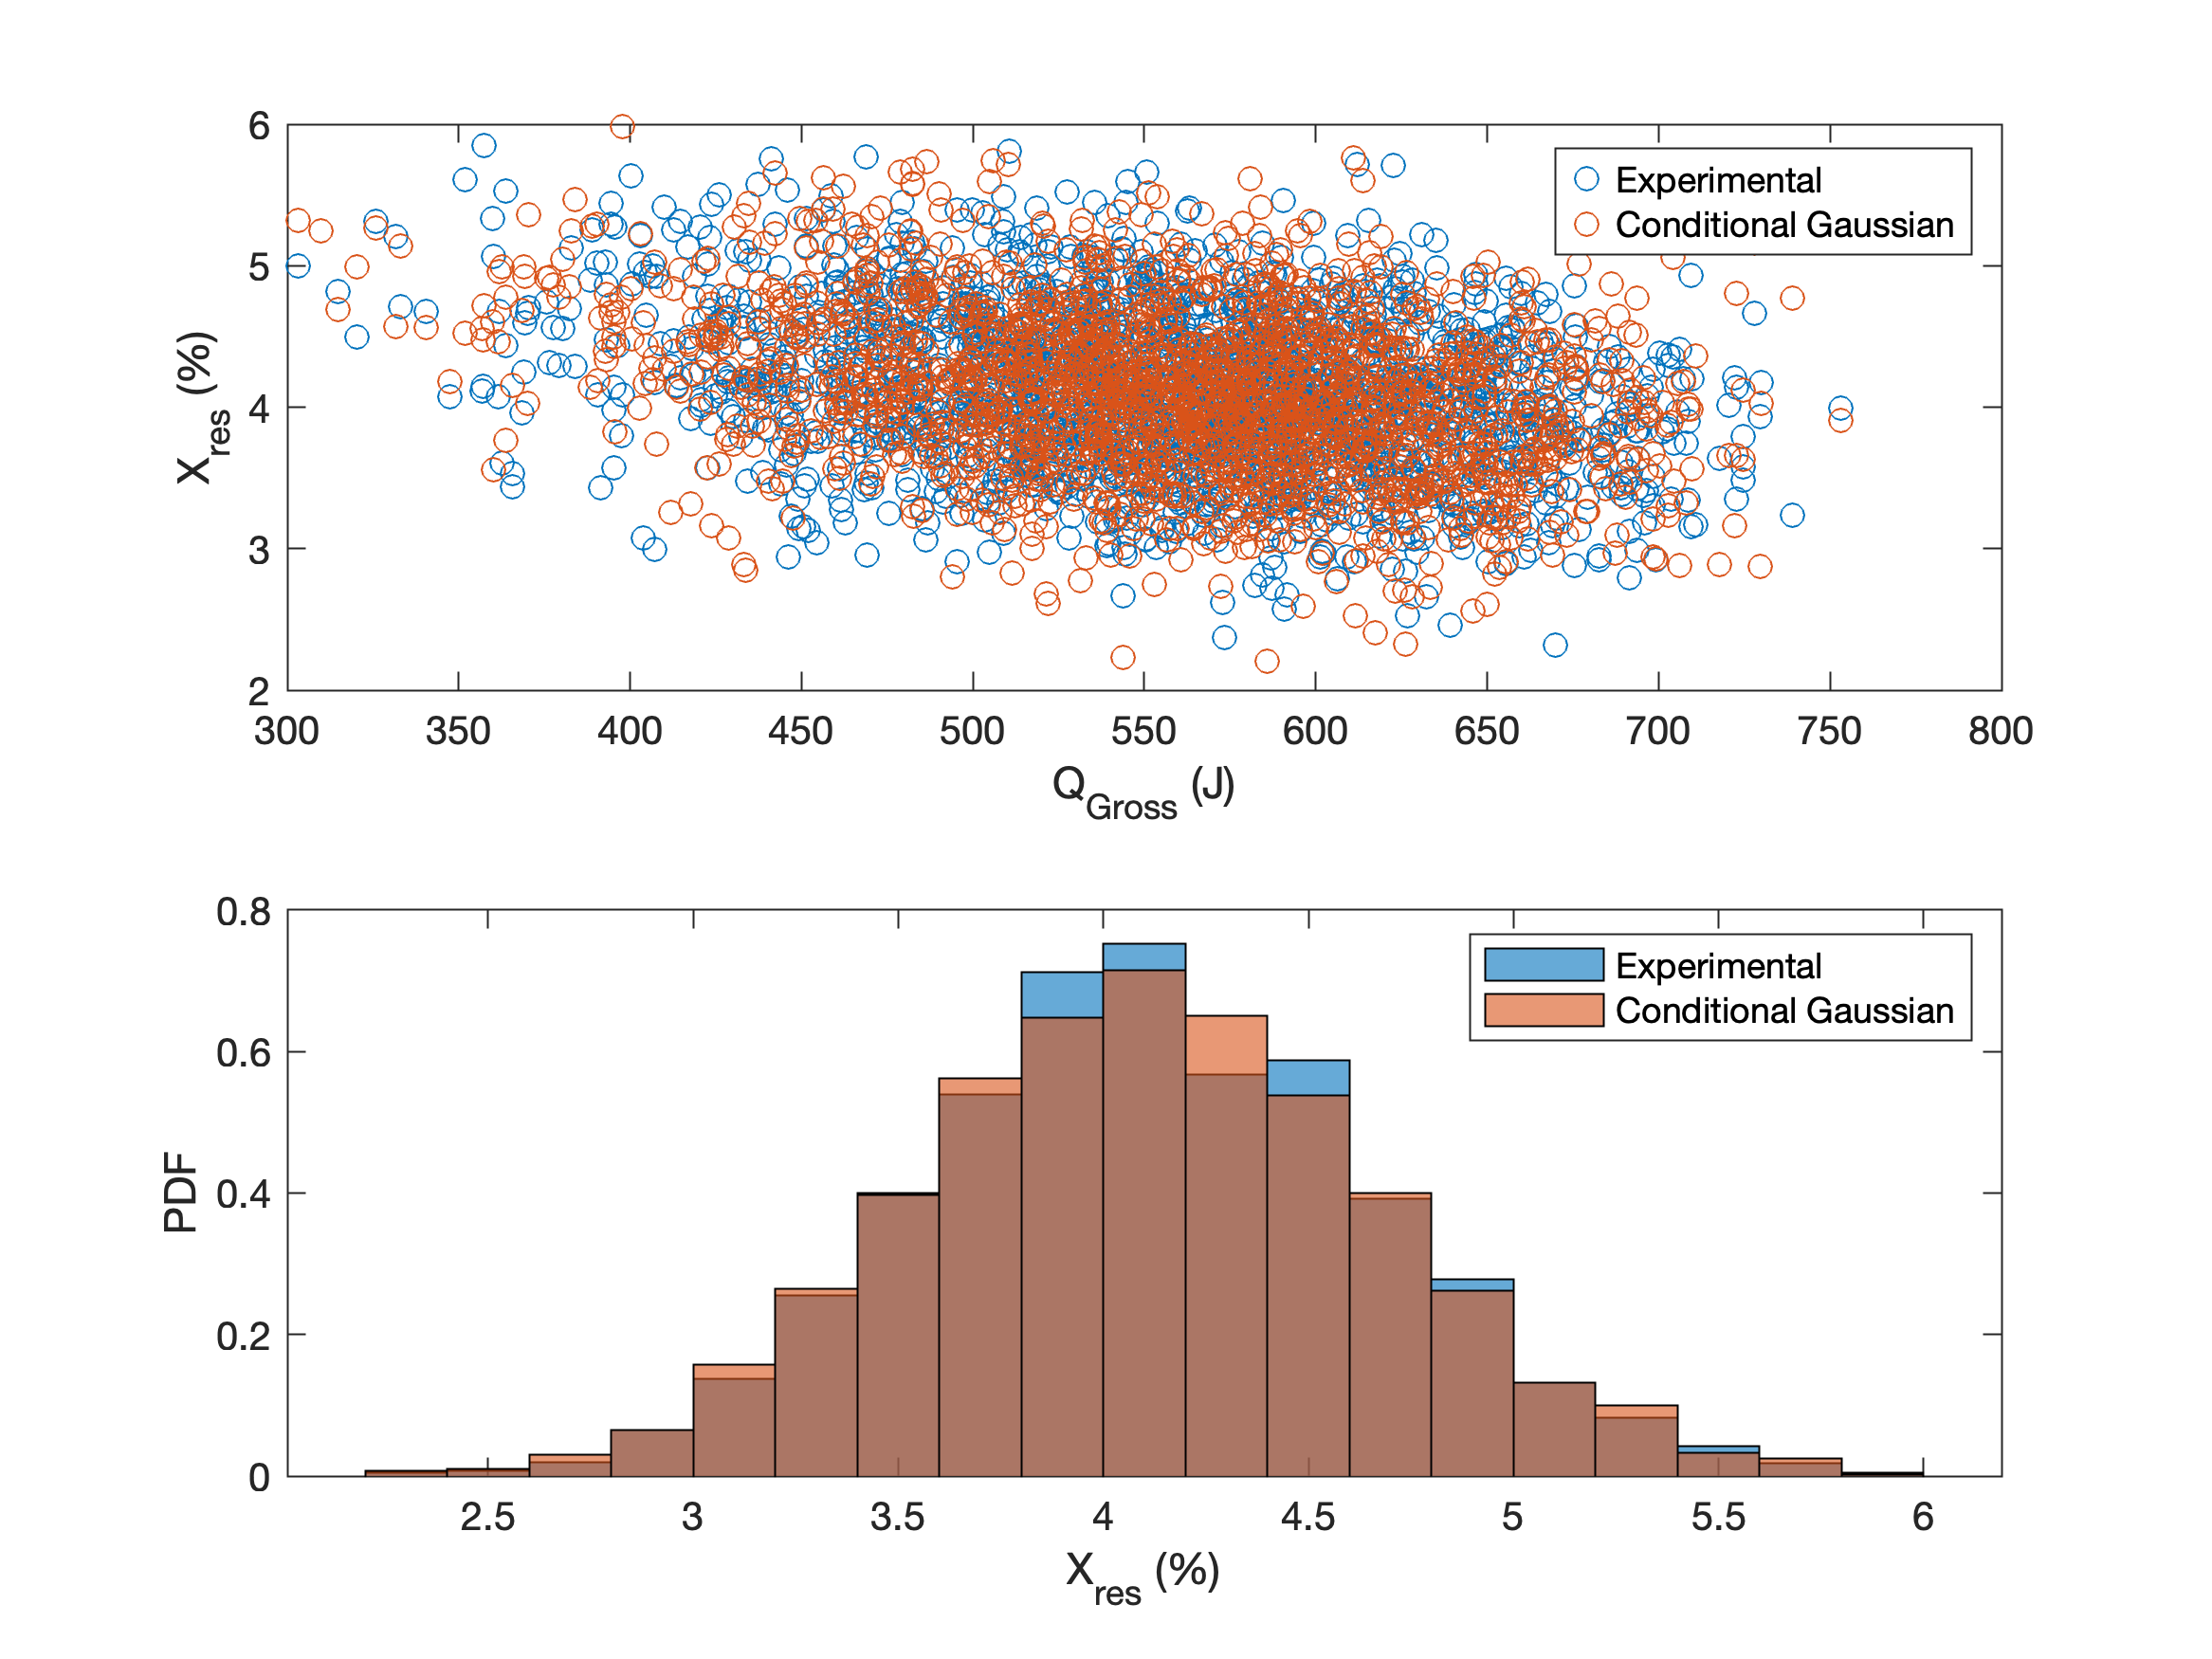 6
5
4
3
2
X_res (%)
Experimental
Conditional Gaussian
300 350 400 450 500 550 600 650 700 750 800
Q_Gross (J)
0.8
0.6
0.4
0.2
0
PDF
Experimental
Conditional Gaussian
2.5 3 3.5 4 4.5 5 5.5 6
X_res (%)